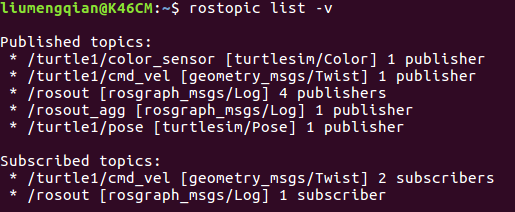 liumengqian@K46CM:~$ rostopic list -v
Published topics:
* /turtle1/color_sensor [turtlesim/Color] 1 publisher
* /turtle1/cmd_vel [geometry_msgs/Twist] 1 publisher
* /rosout [rosgraph_msgs/Log] 4 publishers
* /rosout_agg [rosgraph_msgs/Log] 1 publisher
* /turtle1/pose [turtlesim/Pose] 1 publisher
Subscribed topics:
* /turtle1/cmd_vel [geometry_msgs/Twist] 2 subscribers
* /rosout [rosgraph_msgs/Log] 1 subscriber